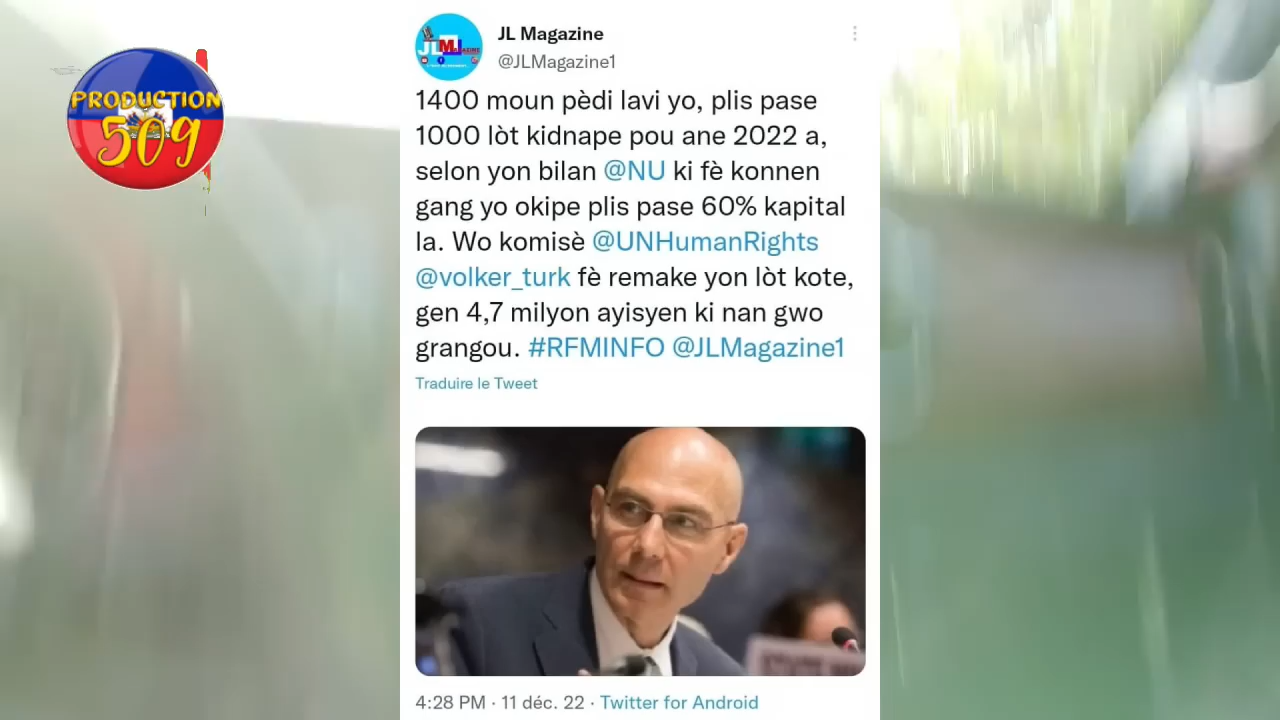 PRODUCTION
509
JL Magazine
@JLMagazine1
1400 moun pèdi lavi yo, plis pase
1000 lòt kidnape pou ane 2022 a,
selon yon bilan @NU ki fè konnen
gang yo okipe plis pase 60% kapital
la. Wo komisè @UNHumanRights
@volker_turk fè remake yon lòt kote,
gen 4,7 milyon ayisyen ki nan gwo
grangou. #RFMINFO @JLMagazine1
Traduire le Tweet
4:28 PM · 11 déc. 22 · Twitter for Android